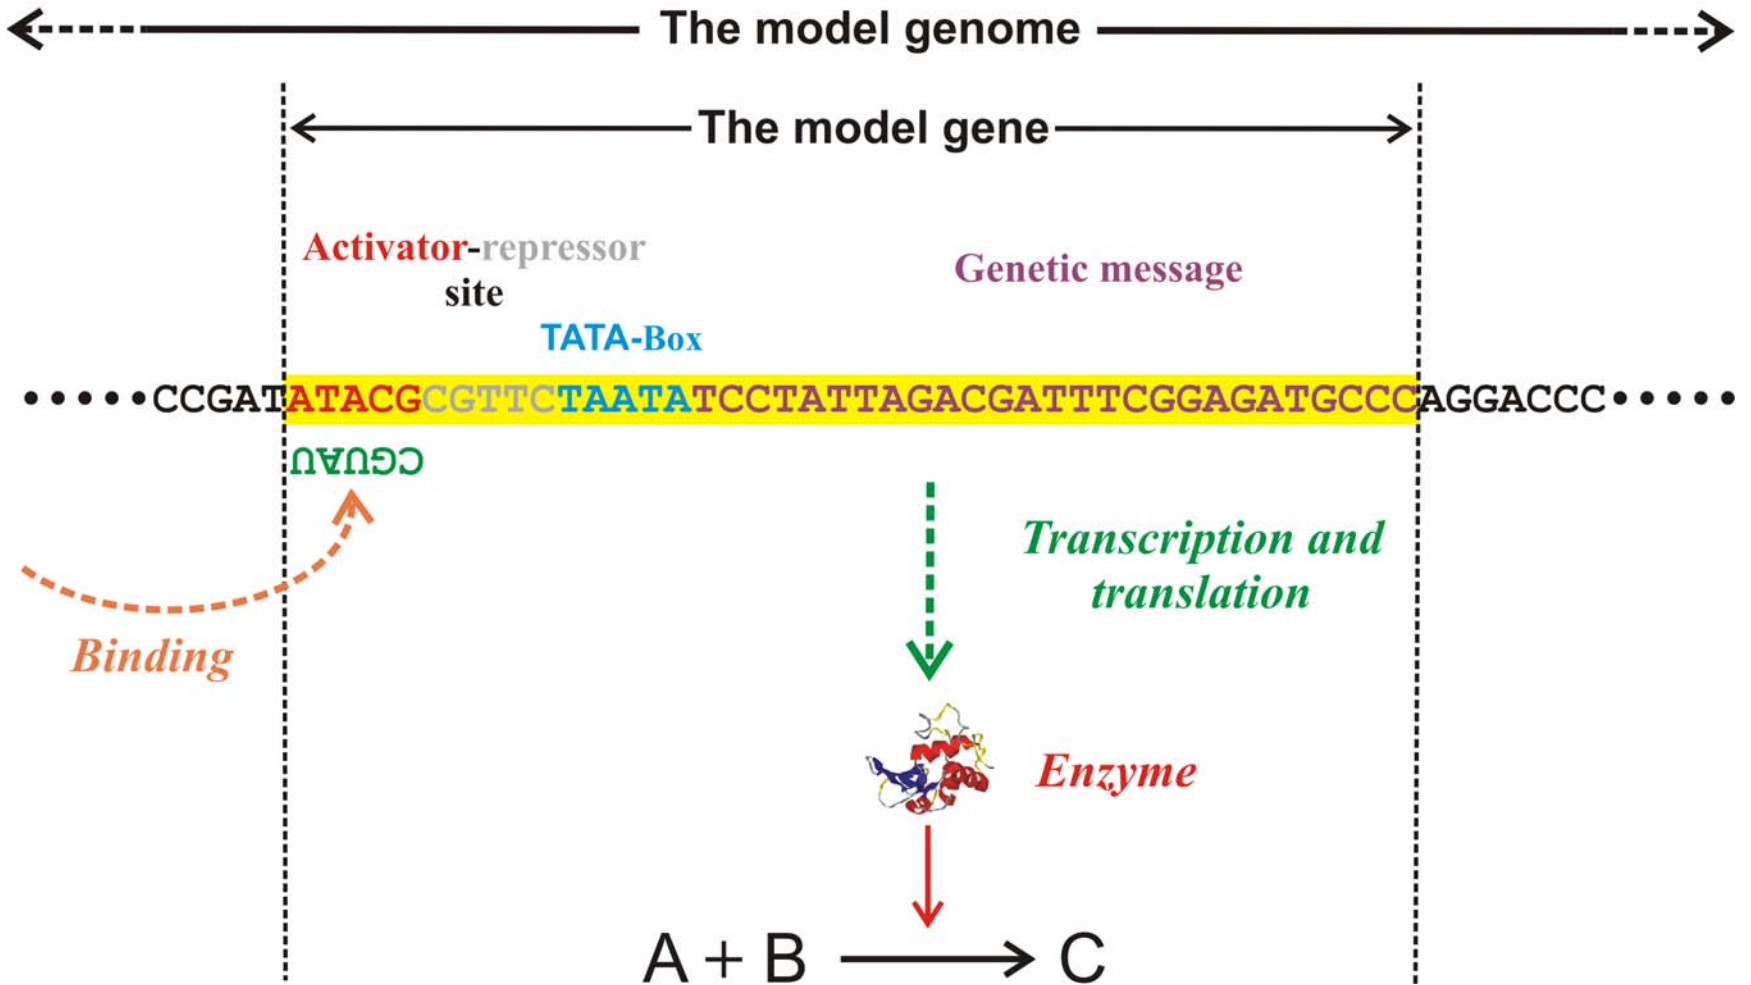 The model genome
The model gene
Activator-repressor
site
Genetic message
TATA-Box
•••••CCGATATACGCGTTCTAATATCCTATTAGACGATTTCGGAGATGCCCAGGACCC•••••
CGUAU
Transcription and
translation
Binding
Enzyme
A + B → C